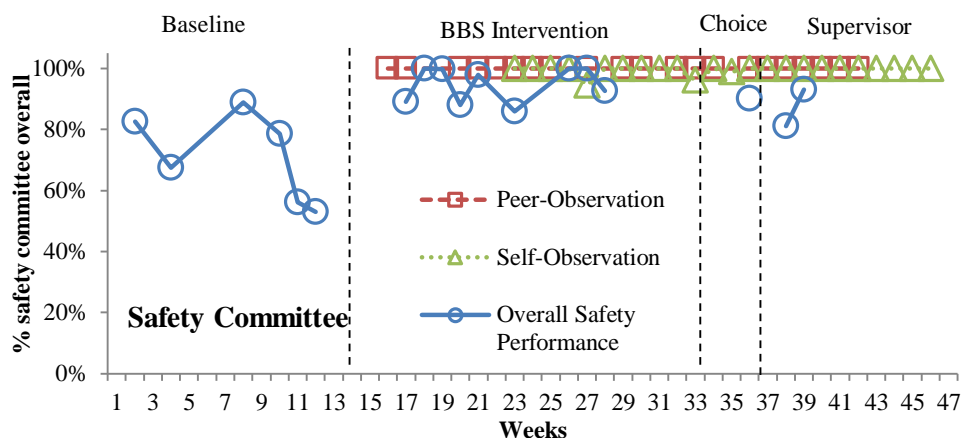 Baseline
BBS Intervention
Choice
Supervisor
% safety committee overall
100%
80%
60%
40%
20%
0%
Peer-Observation
Self-Observation
Overall Safety
Performance
Safety Committee
1 3 5 7 9 11 13 15 17 19 21 23 25 27 29 31 33 35 37 39 41 43 45 47
Weeks